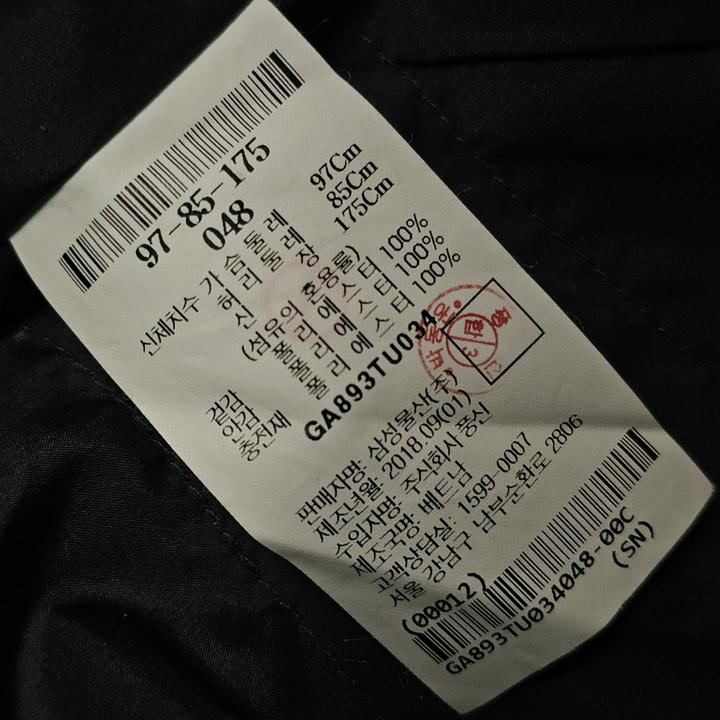 97-85-175
048
신체치수 가 슴 둘 레 97Cm
허 리 둘 레 85Cm
신 장 175Cm
(섬유의 혼용률)
겉감 폴 리 에 스 터 100%
안감 폴 리 에 스 터 100%
충전재 폴 리 에 스 터 100%
GA893TU034
판매자명: 삼성물산(주)
제조년월: 2018 09(01)
수입자명: 주식회사 풍신
제조국명: 베트남
고객상담실: 1599-0007
서울 강남구 남부순환로 2806
(00012)
GA893TU034048-00C
(SN)